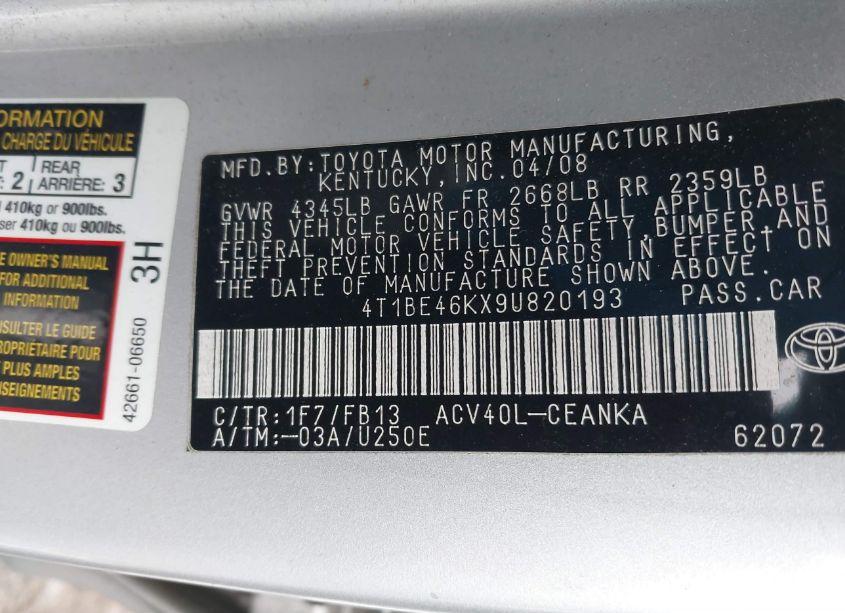 ORMATION
CHARGE DU VÉHICULE
2 REAR
ARRIÈRE: 3
410kg or 900lbs.
ser 410kg ou 900lbs.
E OWNER'S MANUAL
FOR ADDITIONAL
INFORMATION
SULTER LE GUIDE
ROPRIÉTAIRE POUR
PLUS AMPLES
NSEIGNEMENTS
42661-06650 3H
MFD.BY:TOYOTA MOTOR MANUFACTURING,
KENTUCKY,INC.04/08
GVWR 4345LB GAWR FR 2668LB RR 2359LB
THIS VEHICLE CONFORMS TO ALL APPLICABLE
FEDERAL MOTOR VEHICLE SAFETY,BUMPER,AND
THEFT PREVENTION STANDARDS IN EFFECT ON
THE DATE OF MANUFACTURE SHOWN ABOVE.
4T1BE46KX9U820193 PASS.CAR
C/TR:1F7/FB13 ACV40L-CEANKA
A/TM:-03A/U250E 62072